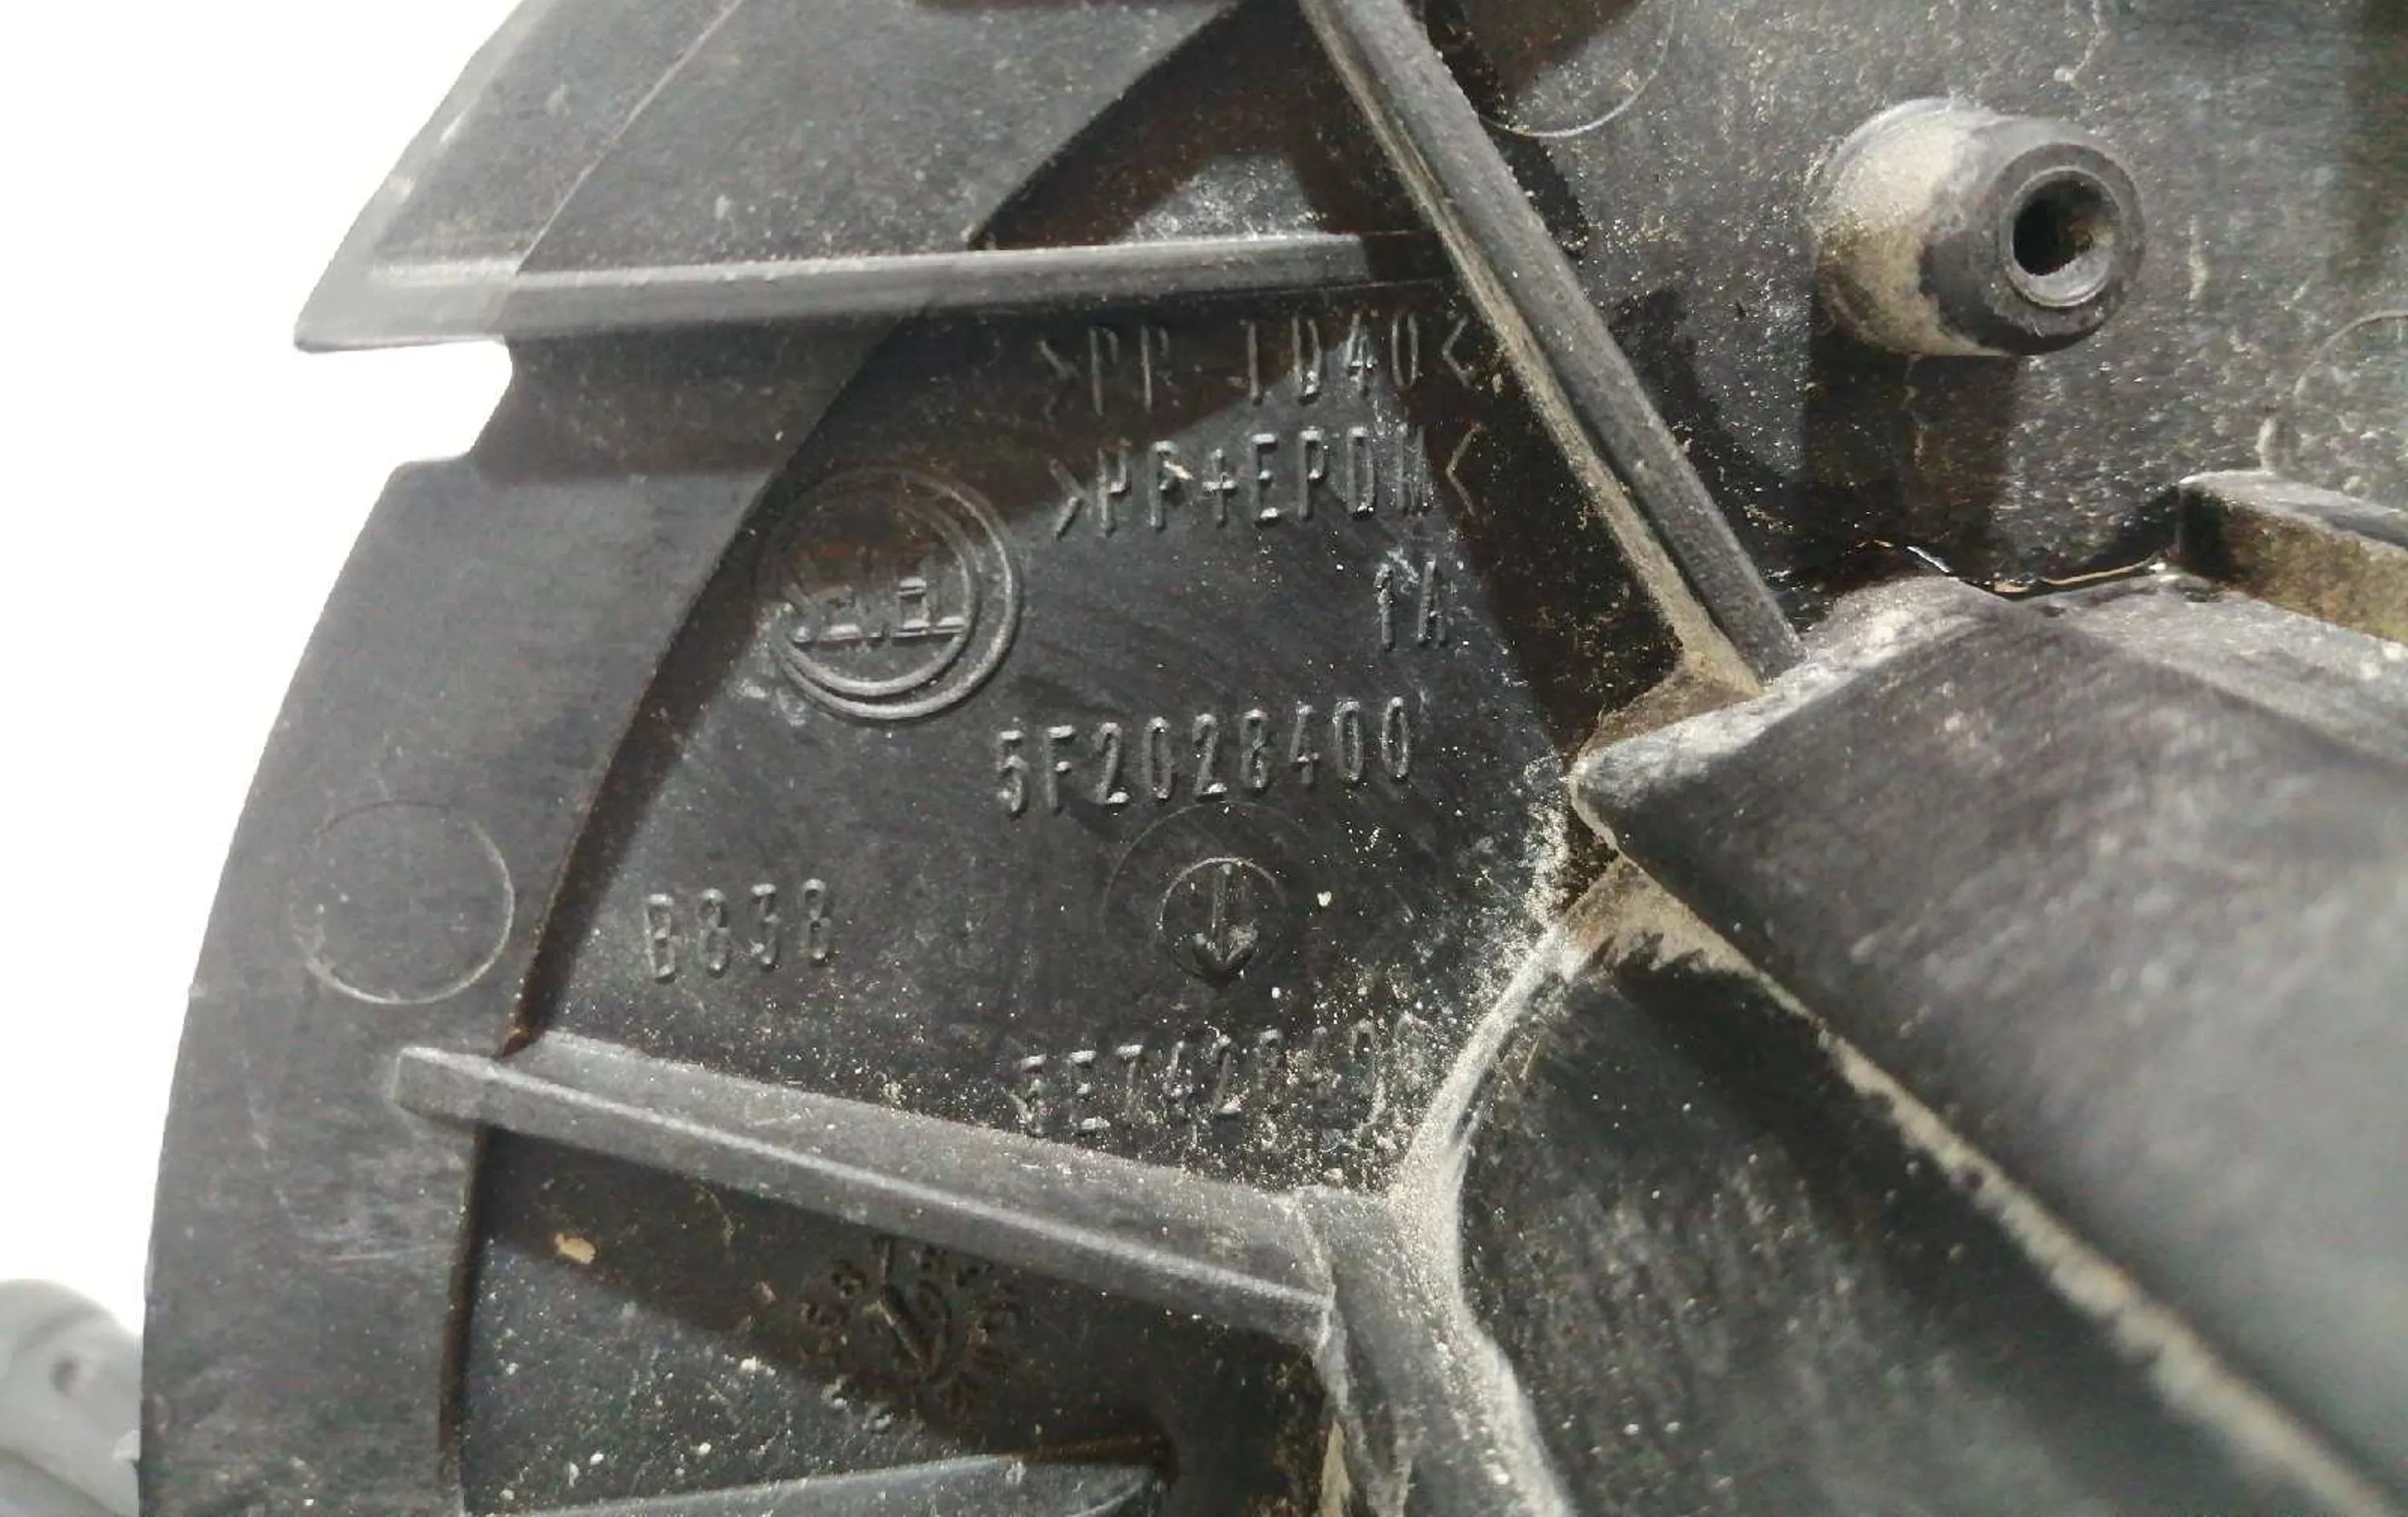 >PP-TD40<
>PP+EPDM<
1A
5F2028400
B838